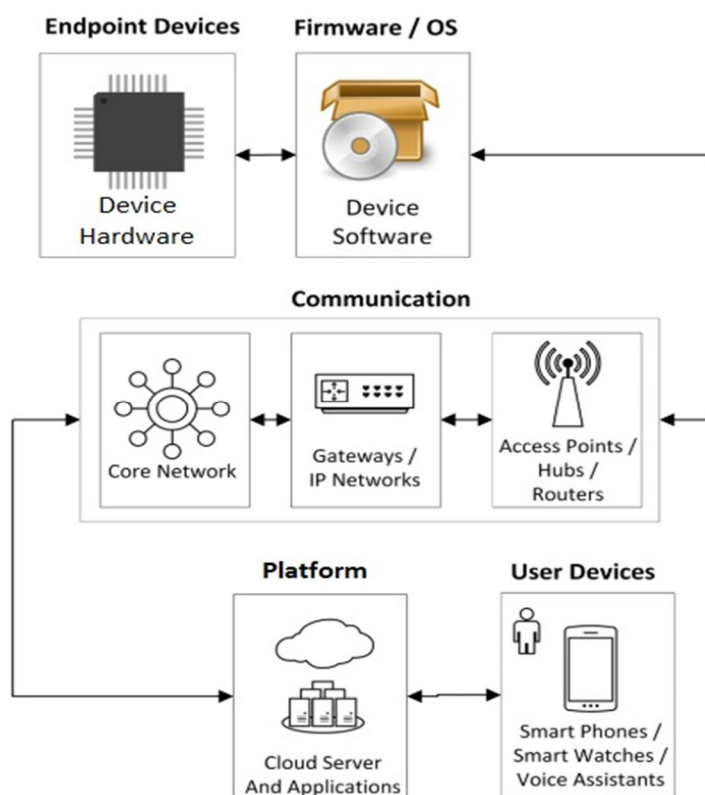 Endpoint Devices
Firmware / OS
Device
Hardware
Device
Software
Communication
Core Network
Gateways /
IP Networks
Access Points /
Hubs /
Routers
Platform
User Devices
Cloud Server
And Applications
Smart Phones /
Smart Watches /
Voice Assistants